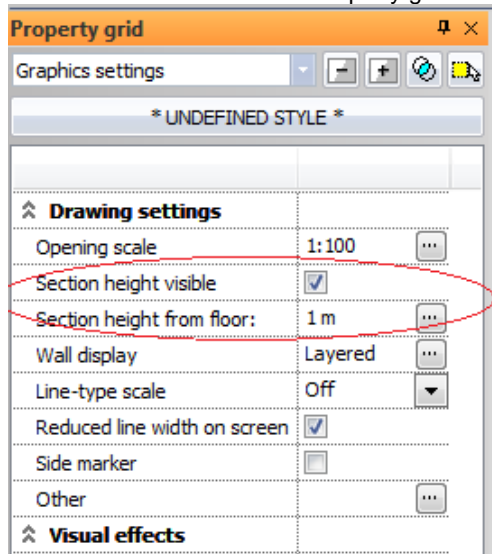 Property grid
Graphics settings
* UNDEFINED STYLE *
Drawing settings
Opening scale 1:100 ...
Section height visible
Section height from floor: 1 m ...
Wall display Layered ...
Line-type scale Off
Reduced line width on screen
Side marker
Other ...
Visual effects